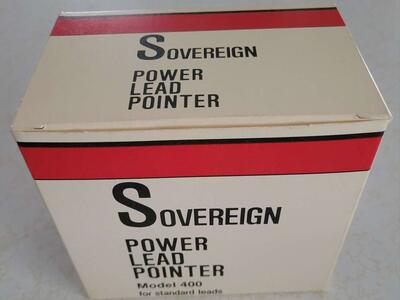 SOVEREIGN
POWER
LEAD
POINTER
SOVEREIGN
POWER
LEAD
POINTER
Model 400
for standard leads